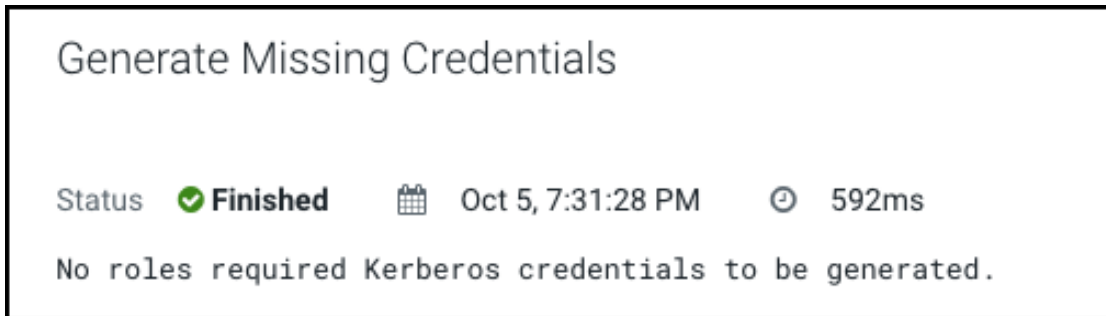 Generate Missing Credentials
Status Finished Oct 5, 7:31:28 PM 592ms
No roles required Kerberos credentials to be generated.